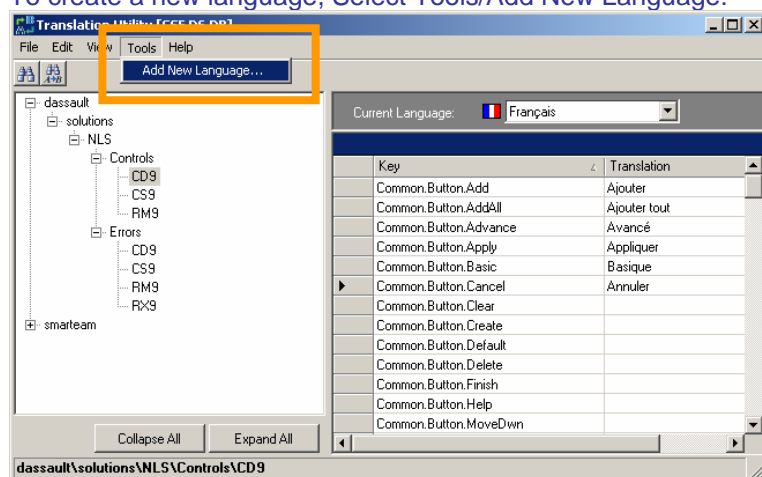 To create a new language, Select Tools/Add New Language.
Translation Utility [CSE DS DB]
File Edit View Tools Help
Add New Language...
A+B
dassault
solutions
NLS
Controls
CD9
CS9
RM9
Errors
CD9
CS9
RM9
RX9
smarteam
Collapse All Expand All
Current Language: Français
Key Translation
Common.Button.Add Ajouter
Common.Button.AddAll Ajouter tout
Common.Button.Advance Avancé
Common.Button.Apply Appliquer
Common.Button.Basic Basique
Common.Button.Cancel Annuler
Common.Button.Clear
Common.Button.Create
Common.Button.Default
Common.Button.Delete
Common.Button.Finish
Common.Button.Help
Common.Button.MoveDwn
dassault\solutions\NLS\Controls\CD9